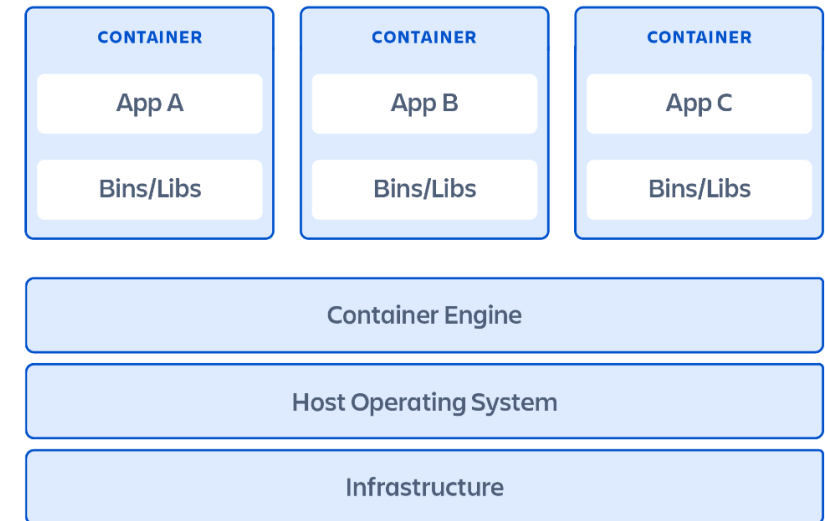 CONTAINER CONTAINER CONTAINER
App A App B App C
Bins/Libs Bins/Libs Bins/Libs
Container Engine
Host Operating System
Infrastructure